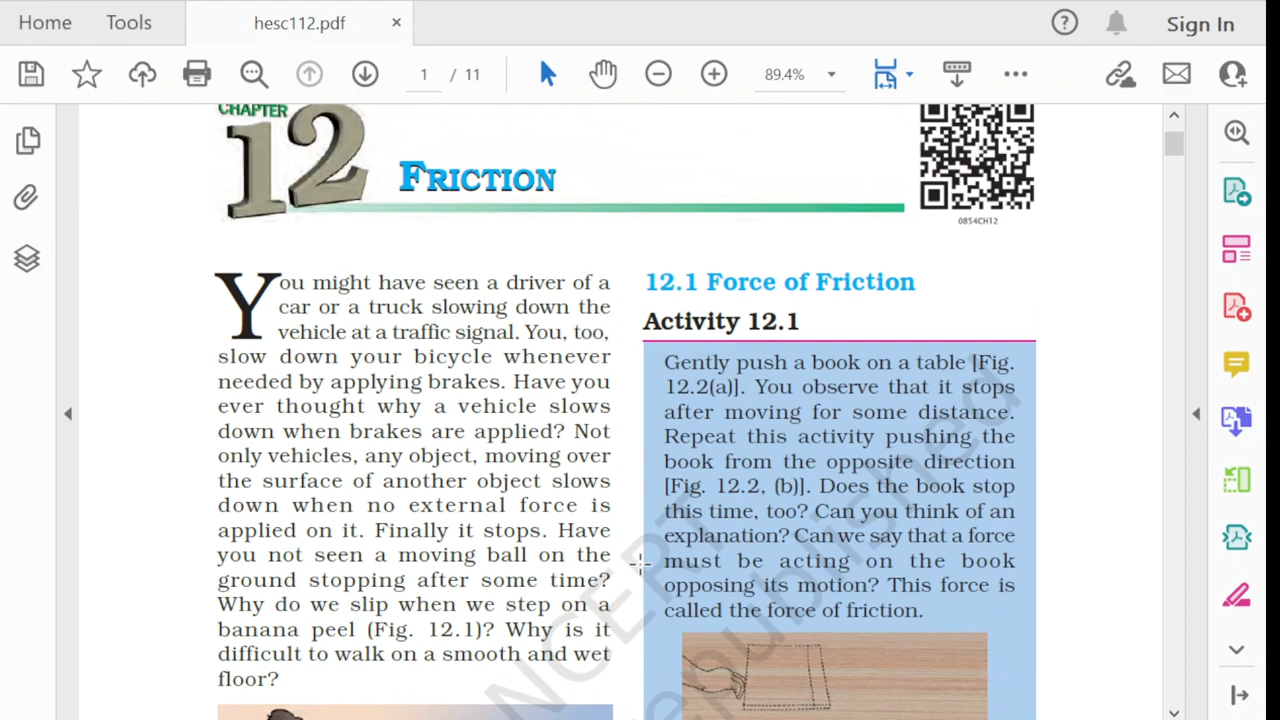 Home
Tools
hesc112.pdf
Sign In
1 / 11
89.4%
CHAPTER
12
FRICTION
0854CH12
You might have seen a driver of a
car or a truck slowing down the
vehicle at a traffic signal. You, too,
slow down your bicycle whenever
needed by applying brakes. Have you
ever thought why a vehicle slows
down when brakes are applied? Not
only vehicles, any object, moving over
the surface of another object slows
down when no external force is
applied on it. Finally it stops. Have
you not seen a moving ball on the
ground stopping after some time?
Why do we slip when we step on a
banana peel (Fig. 12.1)? Why is it
difficult to walk on a smooth and wet
floor?
12.1 Force of Friction
Activity 12.1
Gently push a book on a table [Fig.
12.2(a)]. You observe that it stops
after moving for some distance.
Repeat this activity pushing the
book from the opposite direction
[Fig. 12.2, (b)]. Does the book stop
this time, too? Can you think of an
explanation? Can we say that a force
must be acting on the book
opposing its motion? This force is
called the force of friction.
NCERT
republished